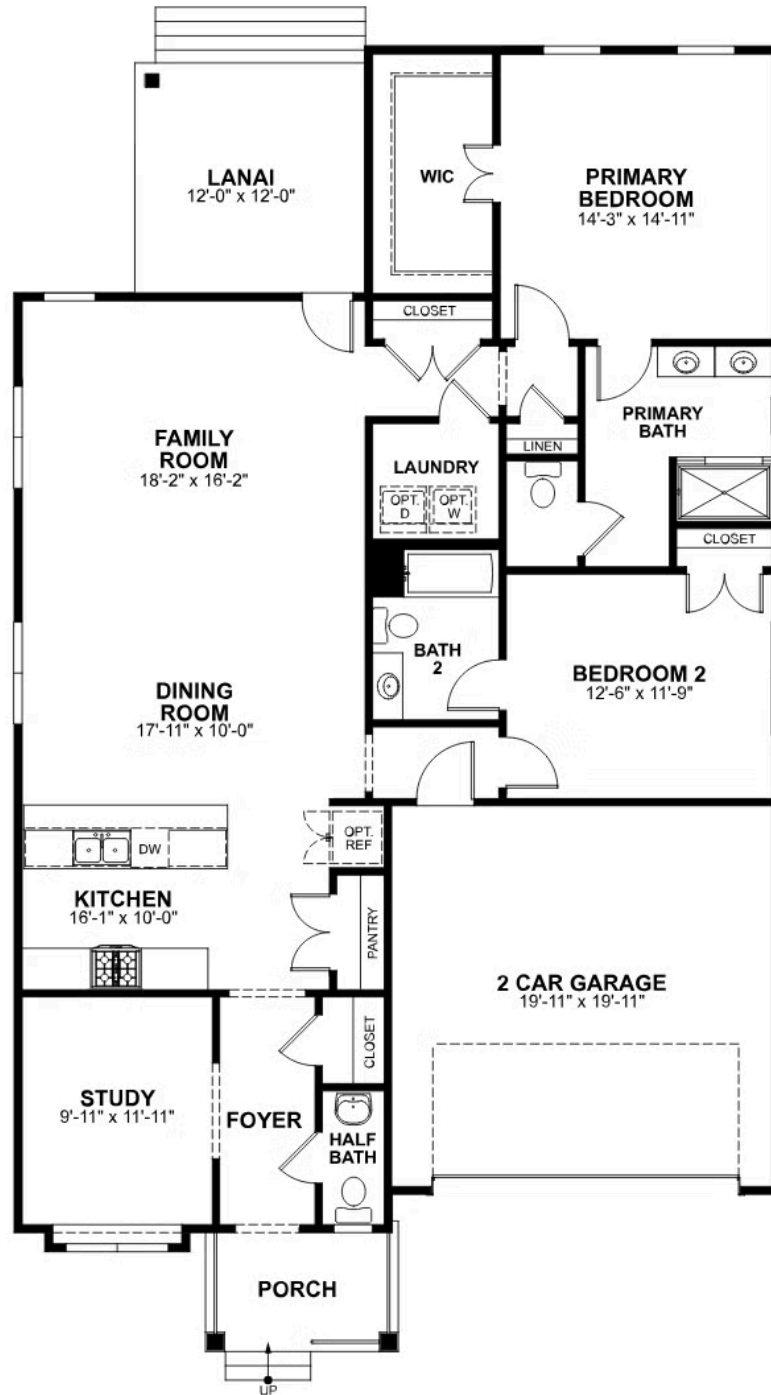 LANAI
12'-0" x 12'-0"
WIC
PRIMARY
BEDROOM
14'-3" x 14'-11"
CLOSET
FAMILY
ROOM
18'-2" x 16'-2"
LAUNDRY
OPT.
D
OPT.
W
LINEN
PRIMARY
BATH
CLOSET
BATH
2
BEDROOM 2
12'-6" x 11'-9"
DINING
ROOM
17'-11" x 10'-0"
DW
OPT.
REF
KITCHEN
16'-1" x 10'-0"
PANTRY
2 CAR GARAGE
19'-11" x 19'-11"
CLOSET
STUDY
9'-11" x 11'-11"
FOYER
HALF
BATH
PORCH
UP